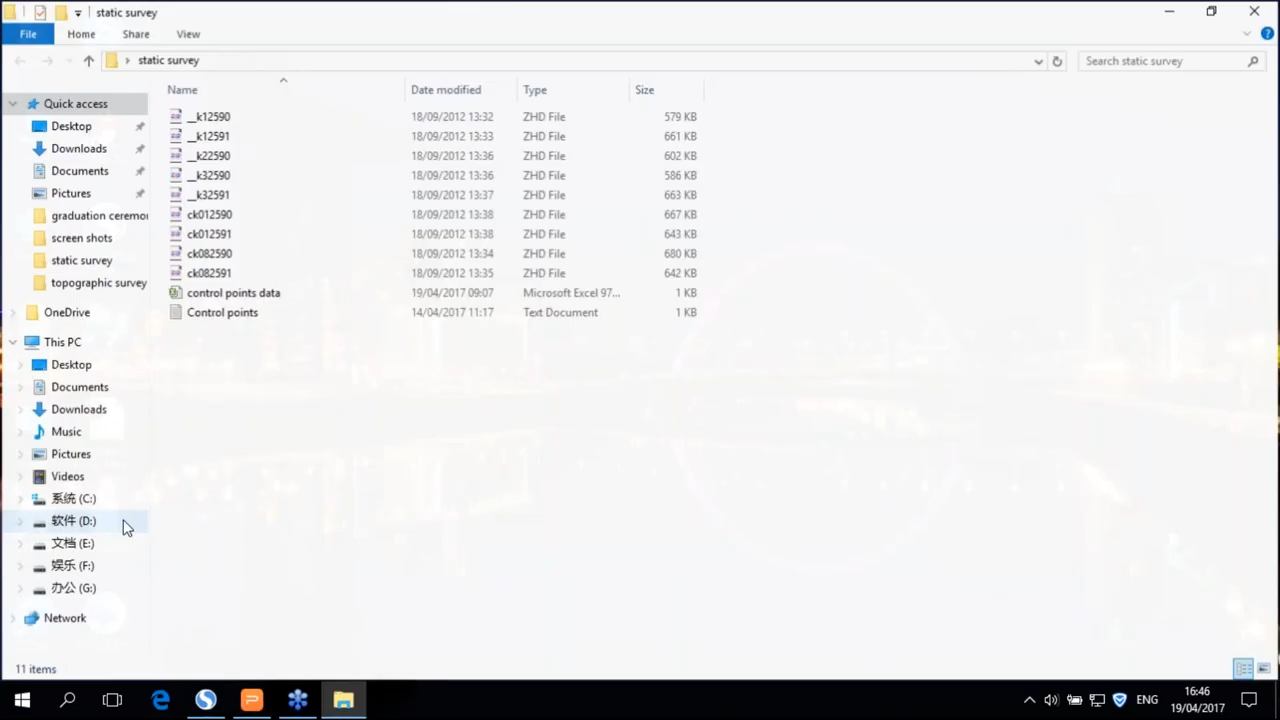 static survey
File Home Share View
static survey Search static survey
Name Date modified Type Size
Quick access
Desktop
Downloads
Documents
Pictures
graduation ceremo
screen shots
static survey
topographic survey
OneDrive
This PC
Desktop
Documents
Downloads
Music
Pictures
Videos
系统 (C:)
软件 (D:)
文档 (E:)
娱乐 (F:)
办公 (G:)
Network
__k12590 18/09/2012 13:32 ZHD File 579 KB
__k12591 18/09/2012 13:33 ZHD File 661 KB
__k22590 18/09/2012 13:36 ZHD File 602 KB
__k32590 18/09/2012 13:36 ZHD File 586 KB
__k32591 18/09/2012 13:37 ZHD File 663 KB
ck012590 18/09/2012 13:38 ZHD File 667 KB
ck012591 18/09/2012 13:38 ZHD File 643 KB
ck082590 18/09/2012 13:34 ZHD File 680 KB
ck082591 18/09/2012 13:35 ZHD File 642 KB
control points data 19/04/2017 09:07 Microsoft Excel 97... 1 KB
Control points 14/04/2017 11:17 Text Document 1 KB
11 items
ENG 16:46
19/04/2017